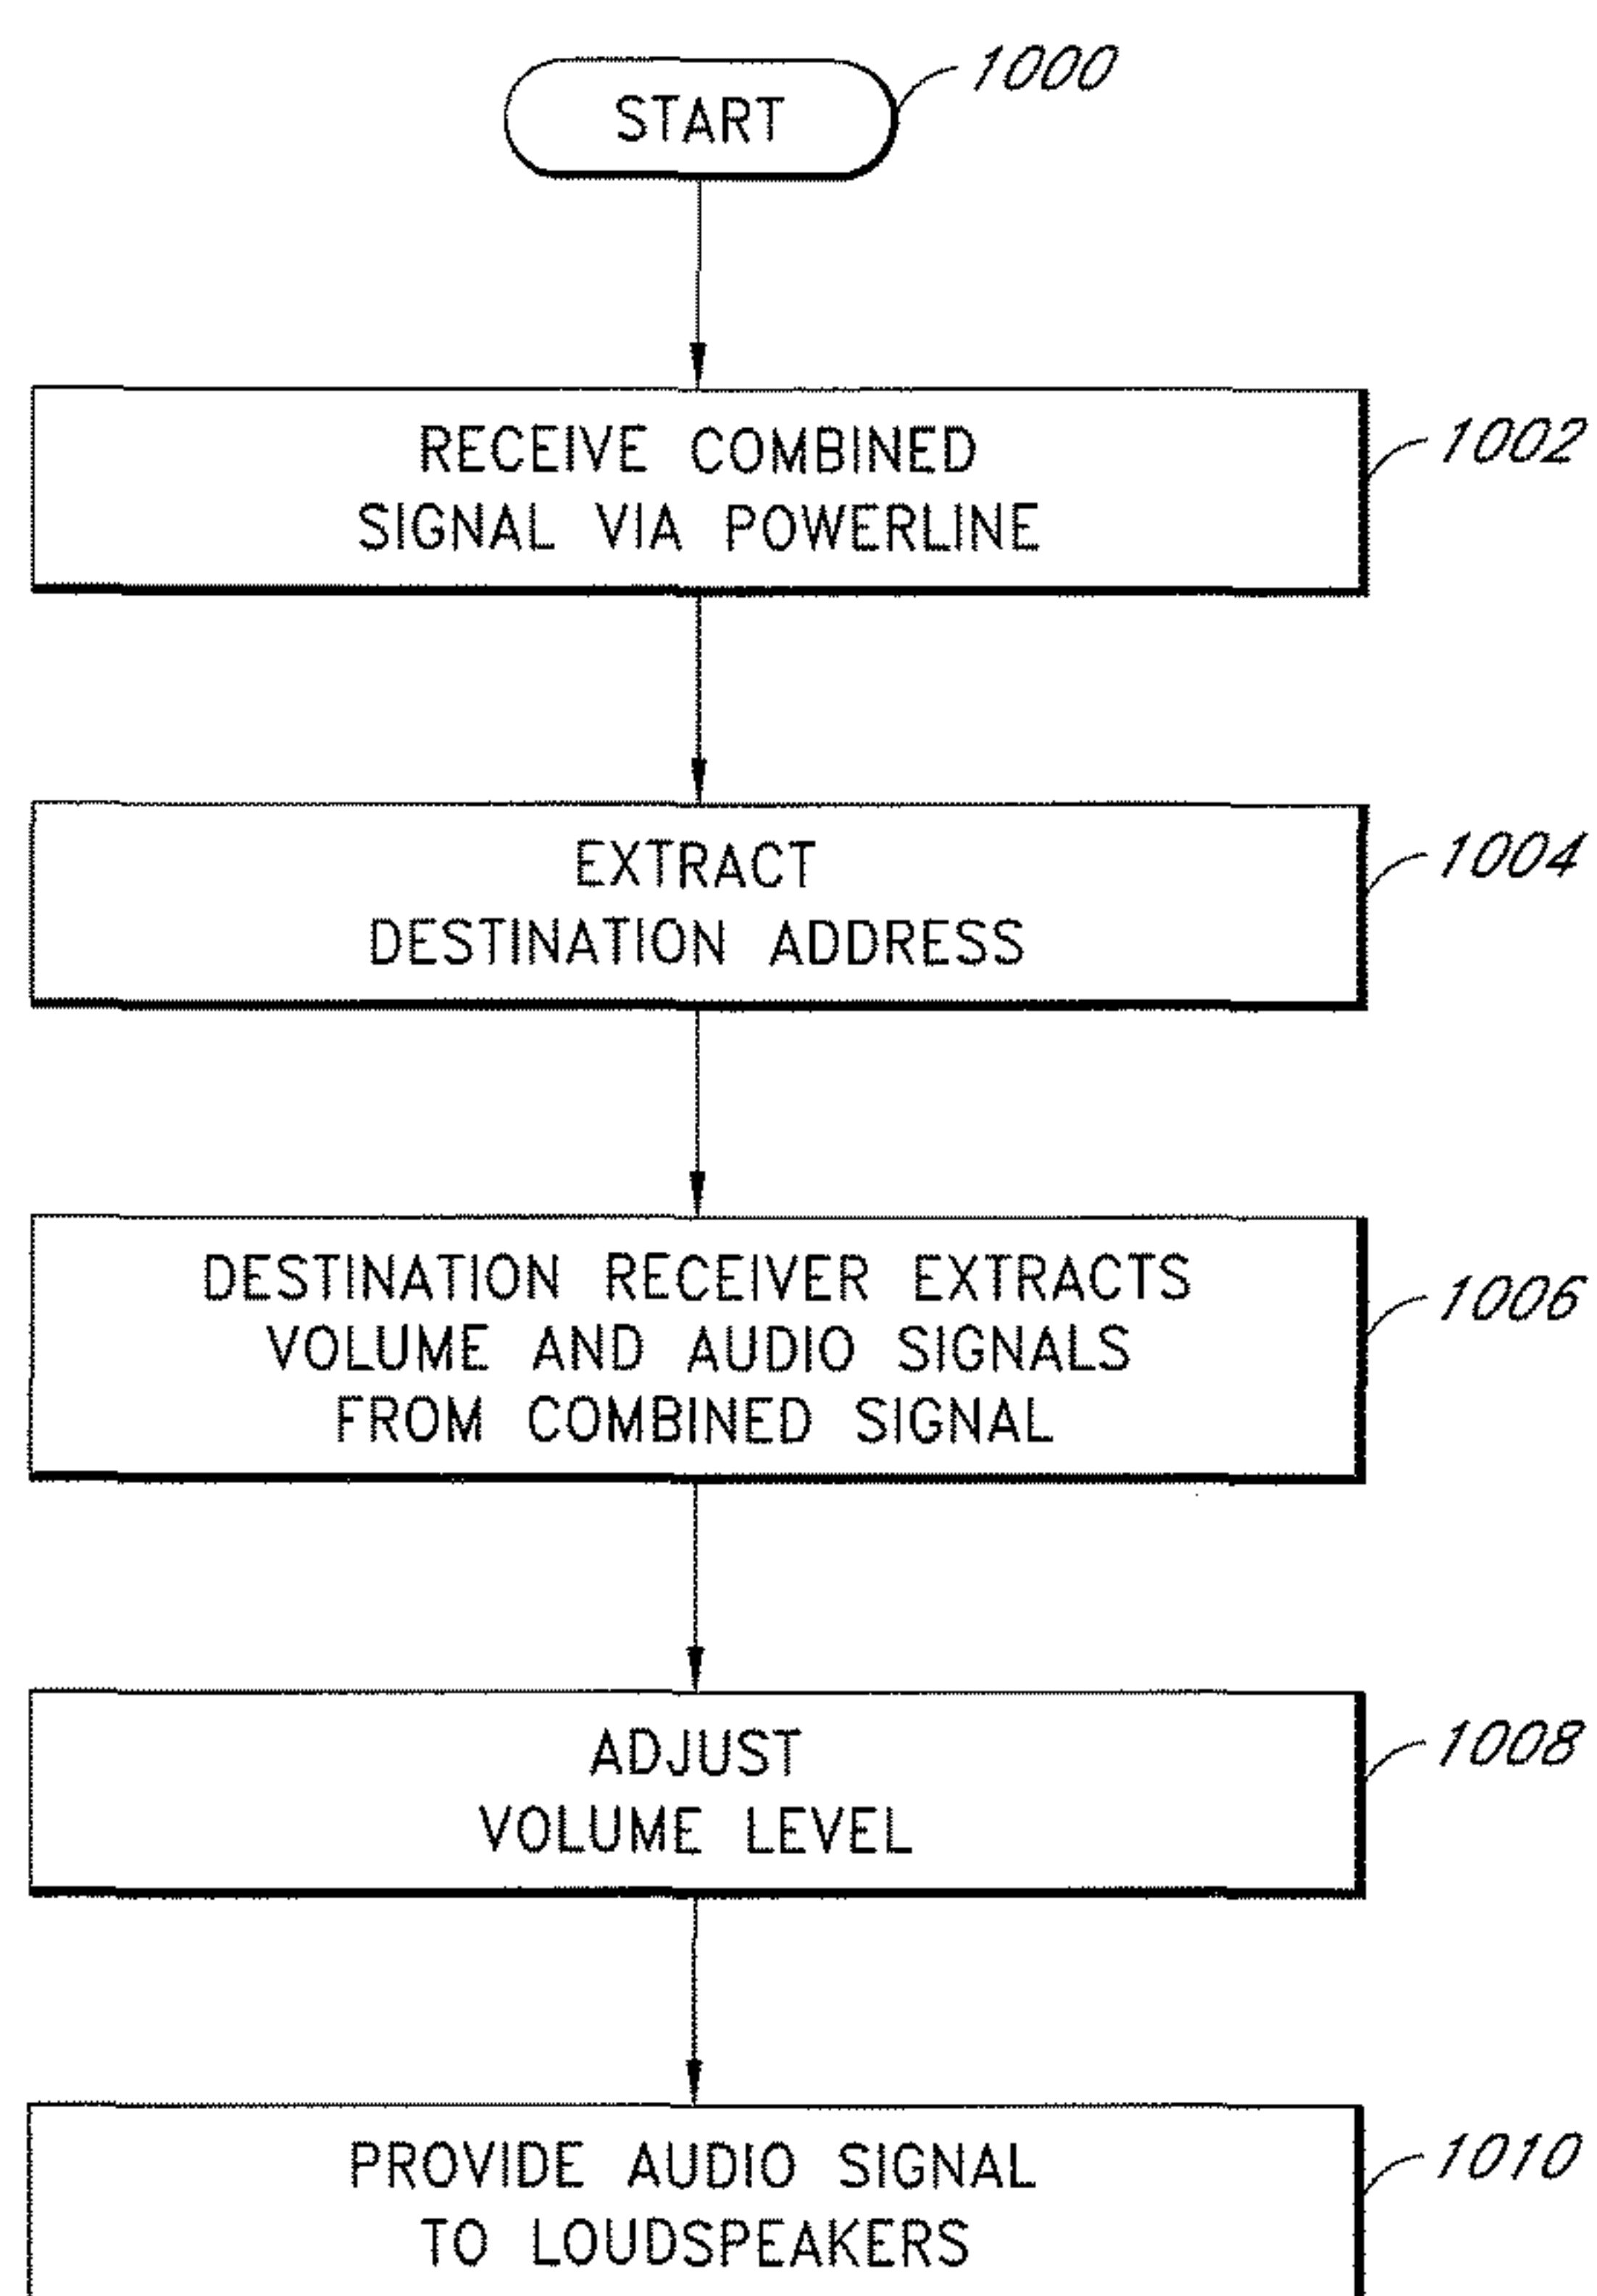 START
1000
RECEIVE COMBINED
SIGNAL VIA POWERLINE
1002
EXTRACT
DESTINATION ADDRESS
1004
DESTINATION RECEIVER EXTRACTS
VOLUME AND AUDIO SIGNALS
FROM COMBINED SIGNAL
1006
ADJUST
VOLUME LEVEL
1008
PROVIDE AUDIO SIGNAL
TO LOUDSPEAKERS
1010